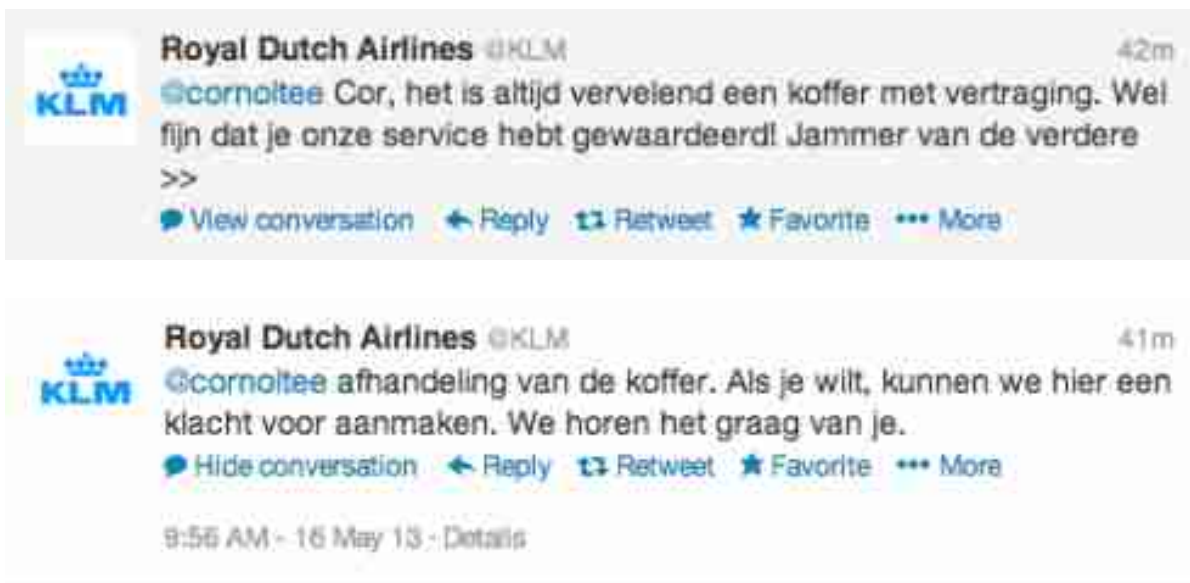 Royal Dutch Airlines @KLM 42m
KLM
@cornoltee Cor, het is altijd vervelend een koffer met vertraging. Wel
fijn dat je onze service hebt gewaardeerd! Jammer van de verdere
>>
View conversation Reply Retweet Favorite ••• More
Royal Dutch Airlines @KLM 41m
KLM
@cornoltee afhandeling van de koffer. Als je wilt, kunnen we hier een
klacht voor aanmaken. We horen het graag van je.
Hide conversation Reply Retweet Favorite ••• More
9:56 AM - 16 May 13 · Details